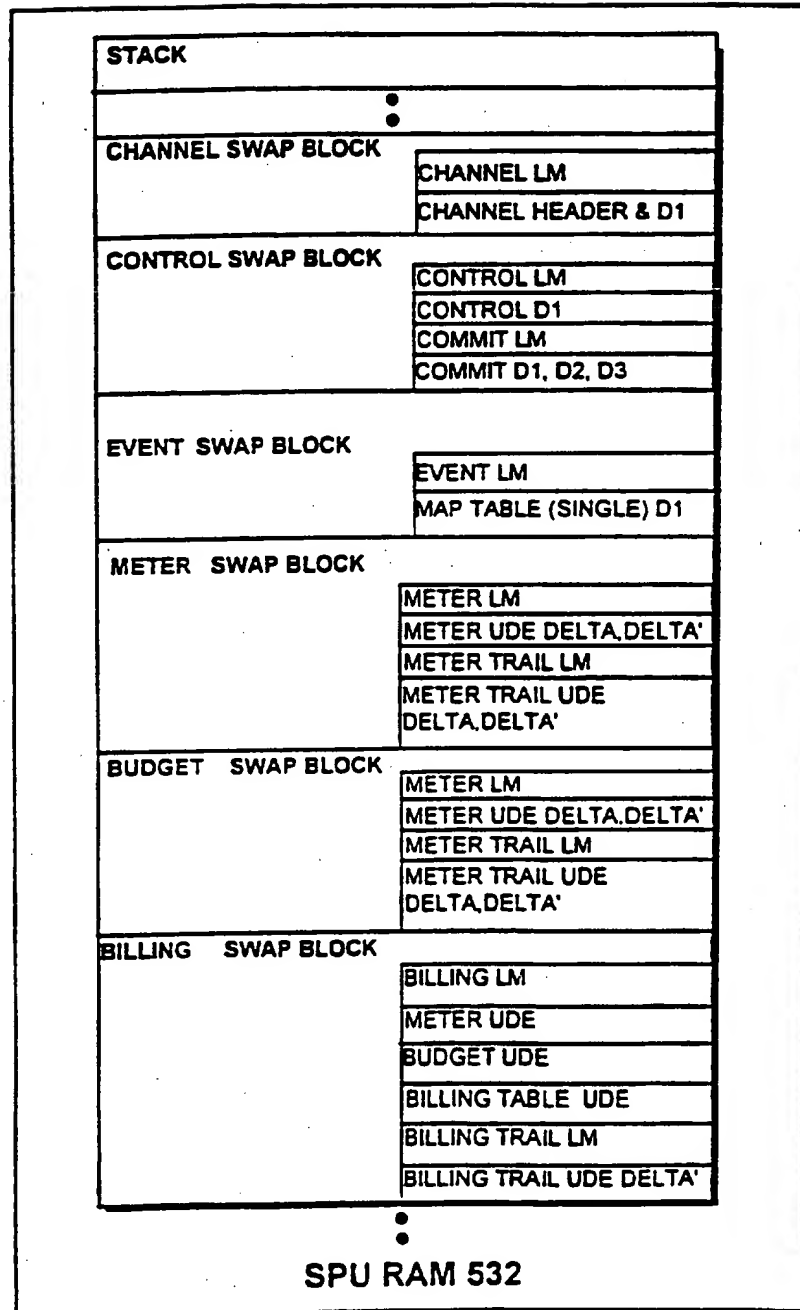 STACK
CHANNEL SWAP BLOCK
CHANNEL LM
CHANNEL HEADER & D1
CONTROL SWAP BLOCK
CONTROL LM
CONTROL D1
COMMIT LM
COMMIT D1, D2, D3
EVENT SWAP BLOCK
EVENT LM
MAP TABLE (SINGLE) D1
METER SWAP BLOCK
METER LM
METER UDE DELTA,DELTA'
METER TRAIL LM
METER TRAIL UDE
DELTA,DELTA'
BUDGET SWAP BLOCK
METER LM
METER UDE DELTA.DELTA'
METER TRAIL LM
METER TRAIL UDE
DELTA,DELTA'
BILLING SWAP BLOCK
BILLING LM
METER UDE
BUDGET UDE
BILLING TABLE UDE
BILLING TRAIL LM
BILLING TRAIL UDE DELTA'
SPU RAM 532